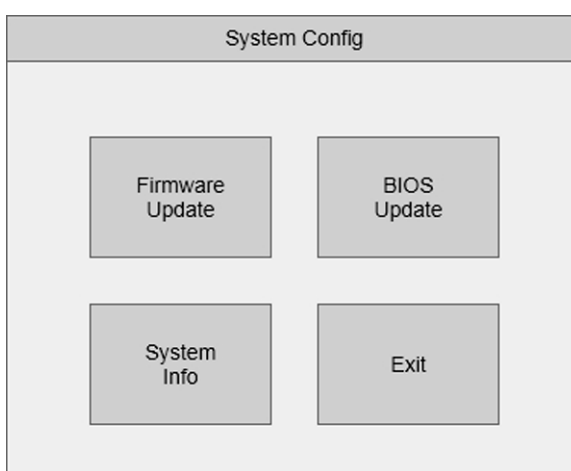 System Config
Firmware
Update
BIOS
Update
System
Info
Exit